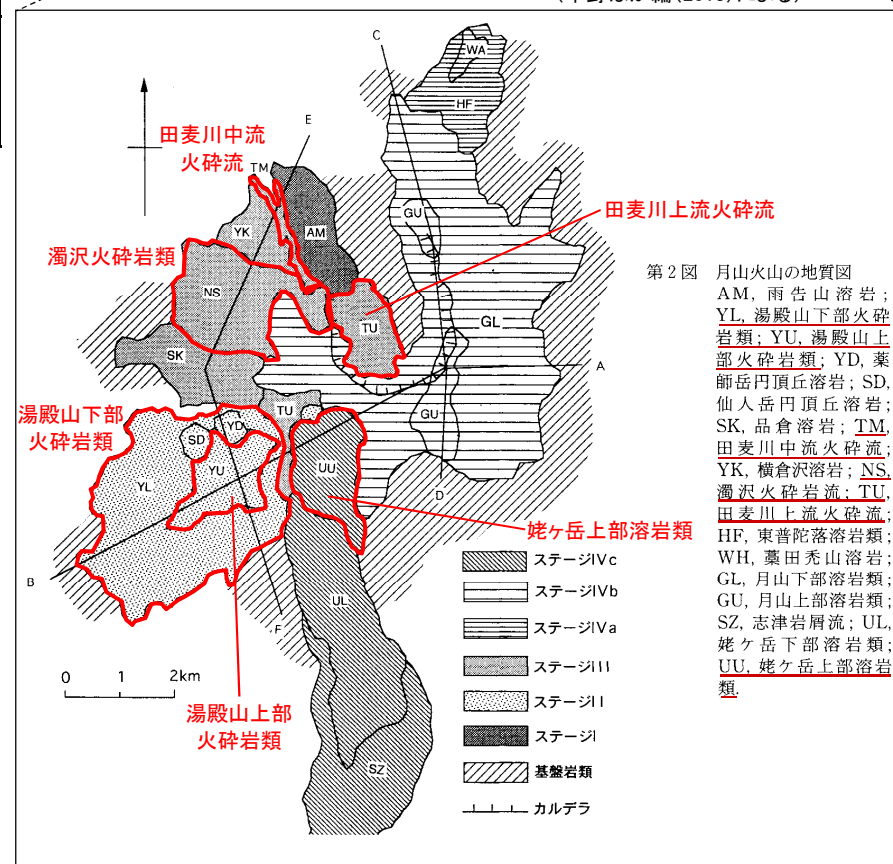 C
WA
HF
E
田麦川中流
火砕流
TM
YK
AM
GU
田麦川上流火砕流
濁沢火砕岩類
NS
TU
GL
SK
A
湯殿山下部
火砕岩類
TU
GU
SD
YD
YU
YL
UU
D
姥ヶ岳上部溶岩類
B
F
UL
0 1 2km
湯殿山上部
火砕岩類
SZ
ステージIVc
ステージIVb
ステージIVa
ステージIII
ステージII
ステージI
基盤岩類
カルデラ
第2図 月山火山の地質図
AM, 雨告山溶岩;
YL, 湯殿山下部火砕
岩類; YU, 湯殿山上
部火砕岩類; YD, 薬
師岳円頂丘溶岩; SD,
仙人岳円頂丘溶岩;
SK, 品倉溶岩; TM,
田麦川中流火砕流;
YK, 横倉沢溶岩; NS,
濁沢火砕岩流; TU,
田麦川上流火砕流;
HF, 東普陀落溶岩類;
WH, 藁田禿山溶岩;
GL, 月山下部溶岩類;
GU, 月山上部溶岩類;
SZ, 志津岩屑流; UL,
姥ケ岳下部溶岩類;
UU, 姥ケ岳上部溶岩
類.